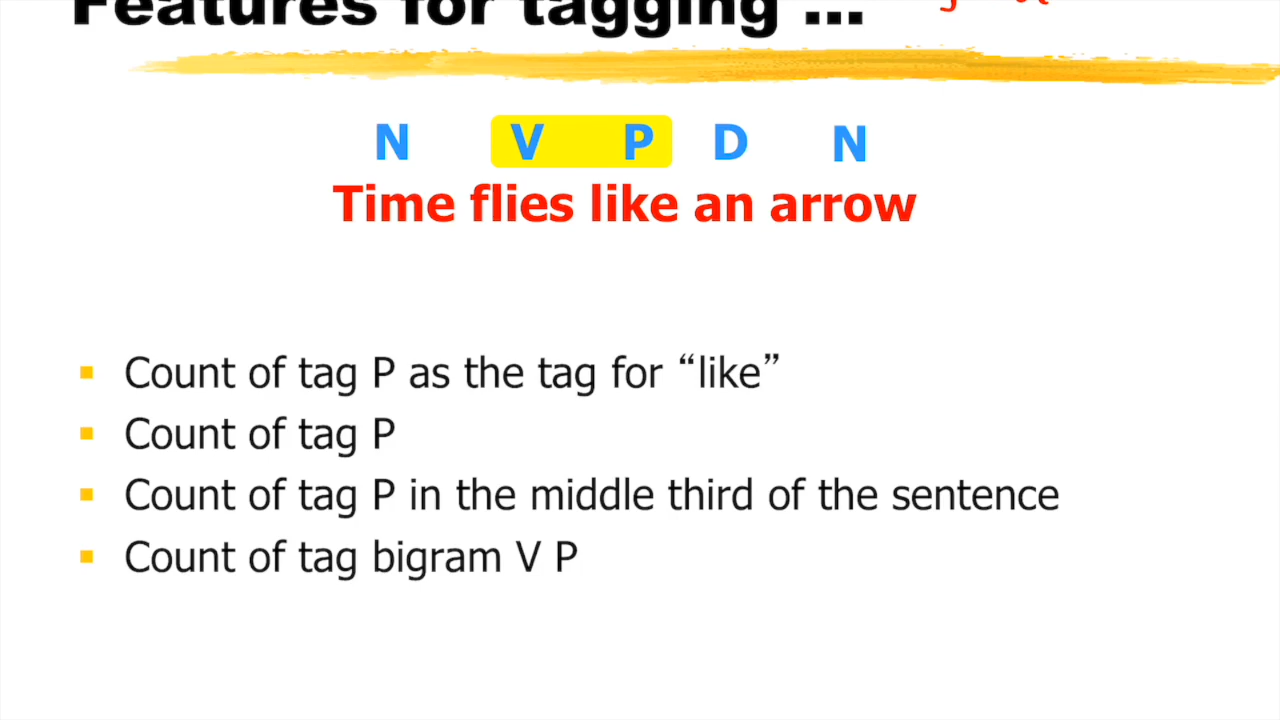 Features for tagging ...
N V P D N
Time flies like an arrow
Count of tag P as the tag for “like”
Count of tag P
Count of tag P in the middle third of the sentence
Count of tag bigram V P